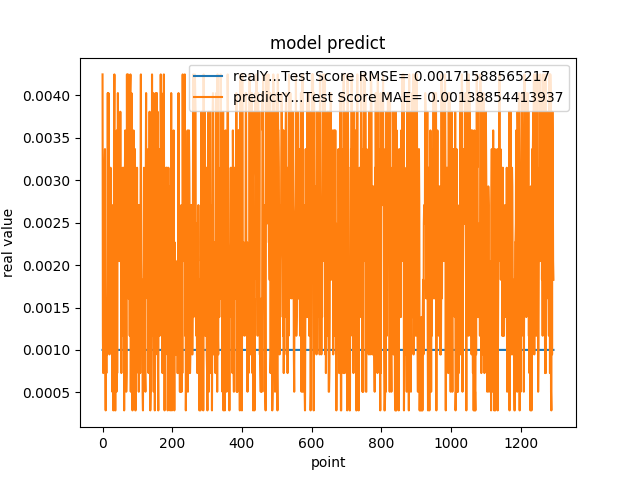 model predict
realY...Test Score RMSE= 0.00171588565217
predictY...Test Score MAE= 0.00138854413937
real value
0.0040
0.0035
0.0030
0.0025
0.0020
0.0015
0.0010
0.0005
0 200 400 600 800 1000 1200
point